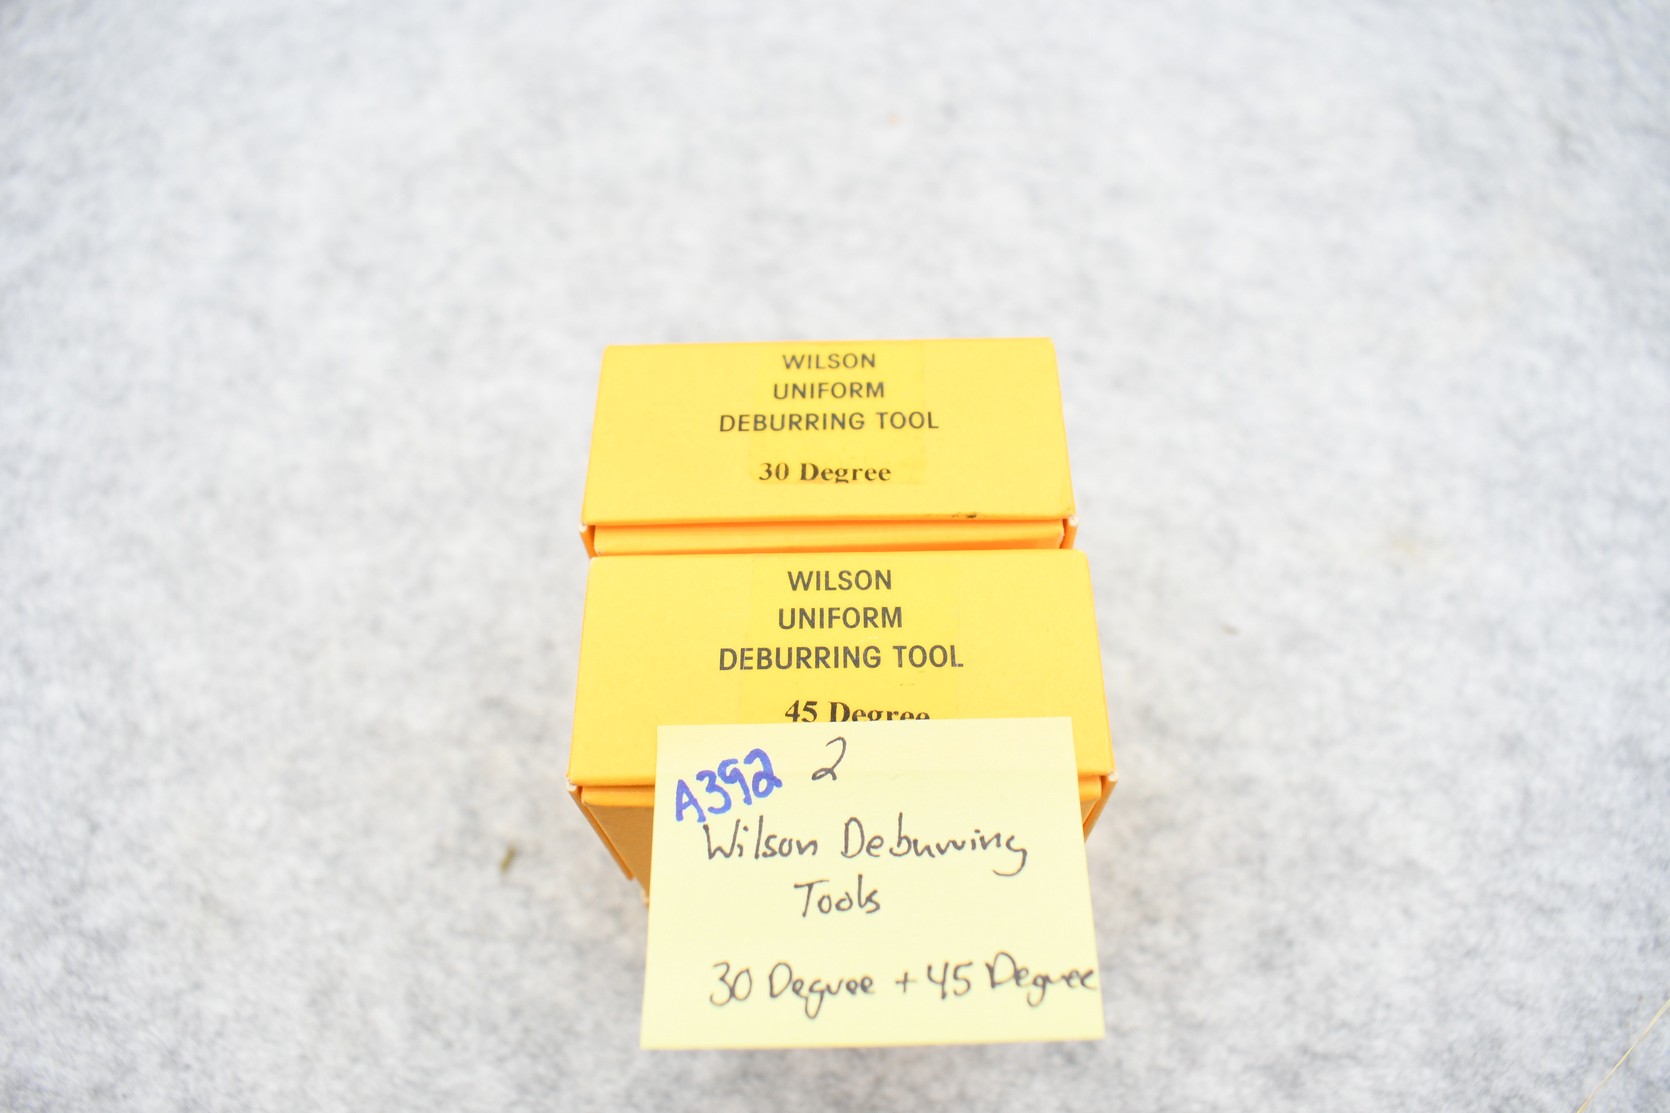 WILSON
UNIFORM
DEBURRING TOOL
30 Degree
WILSON
UNIFORM
DEBURRING TOOL
45 Degree
A392 2
Wilson Deburring
Tools
30 Degree + 45 Degree